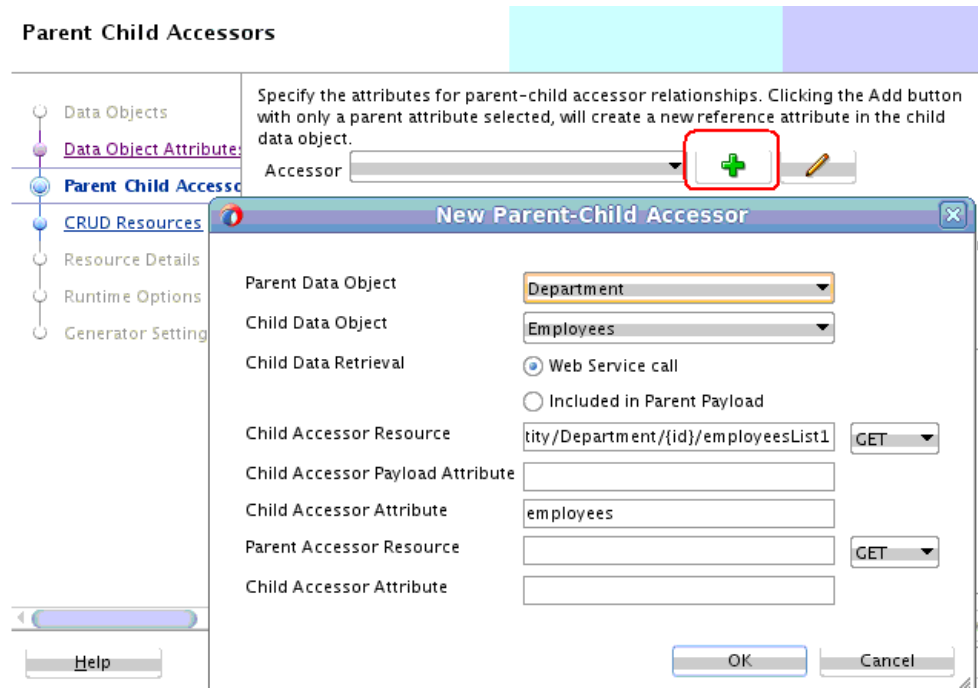 Parent Child Accessors
Specify the attributes for parent-child accessor relationships. Clicking the Add button
with only a parent attribute selected, will create a new reference attribute in the child
data object.
Accessor
Data Objects
Data Object Attribute
Parent Child Access
CRUD Resources
Resource Details
Runtime Options
Generator Setting
New Parent-Child Accessor
Parent Data Object
Department
Child Data Object
Employees
Child Data Retrieval
Web Service call
Included in Parent Payload
Child Accessor Resource
tity/Department/{id}/employeesList1
GET
Child Accessor Payload Attribute
Child Accessor Attribute
employees
Parent Accessor Resource
GET
Child Accessor Attribute
Help
OK
Cancel